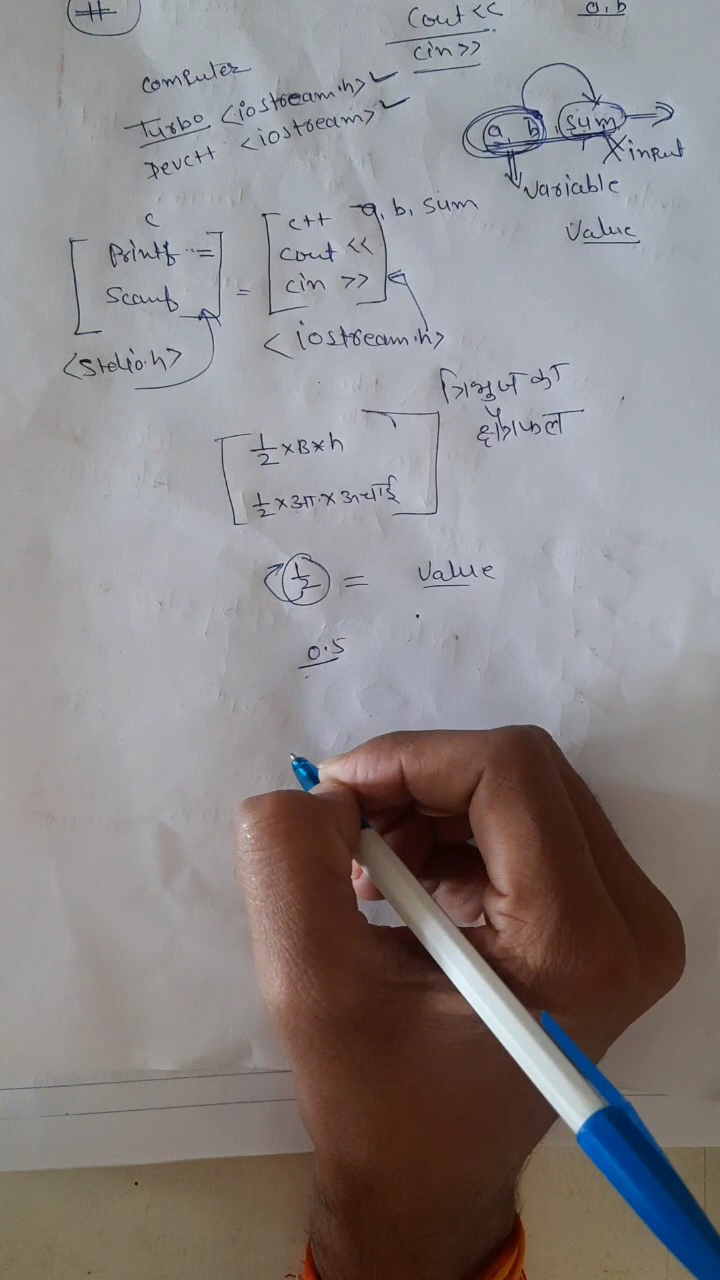 #
cout <<
cin >>
a, b
computer
Turbo <iostream.h> ✓
Devc++ <iostream> ✓
a, b, sum
X input
variable
value
C
Printf :=
Scanf
<stdio.h>
=
c++
cout <<
cin >>
a, b, sum
<iostream.h>
त्रिभुज का
क्षेत्रफल
1/2 × B × h
1/2 × आ. × ऊचाई
1/2 = value
0.5